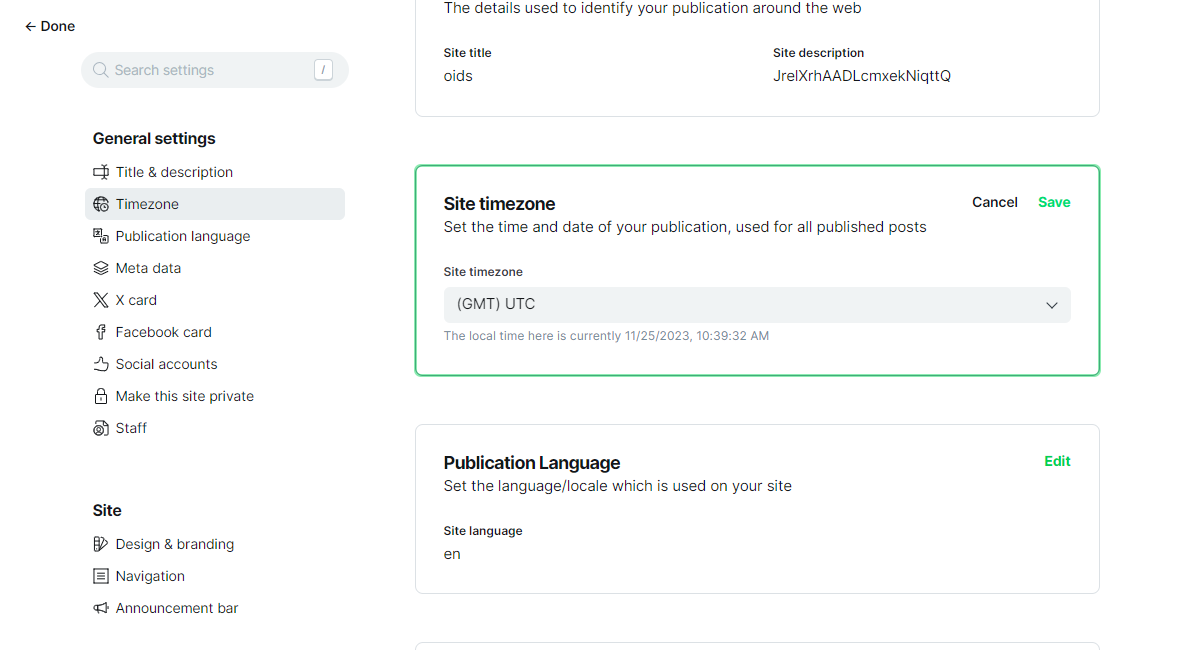 ← Done
Search settings /
General settings
Title & description
Timezone
Publication language
Meta data
X card
Facebook card
Social accounts
Make this site private
Staff
Site
Design & branding
Navigation
Announcement bar
The details used to identify your publication around the web
Site title
oids
Site description
JrelXrhAADLcmxekNiqttQ
Site timezone
Cancel Save
Set the time and date of your publication, used for all published posts
Site timezone
(GMT) UTC
The local time here is currently 11/25/2023, 10:39:32 AM
Publication Language
Edit
Set the language/locale which is used on your site
Site language
en